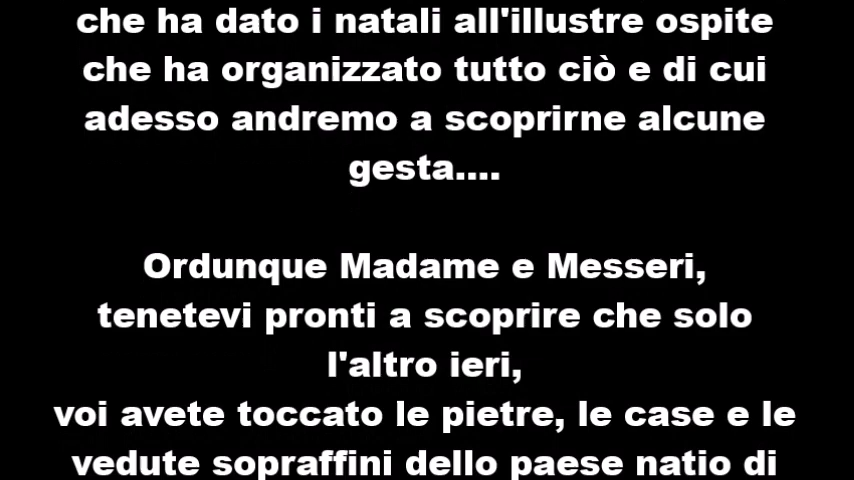 che ha dato i natali all'illustre ospite
che ha organizzato tutto ciò e di cui
adesso andremo a scoprirne alcune
gesta....
Ordunque Madame e Messeri,
tenetevi pronti a scoprire che solo
l'altro ieri,
voi avete toccato le pietre, le case e le
vedute sopraffini dello paese natio di